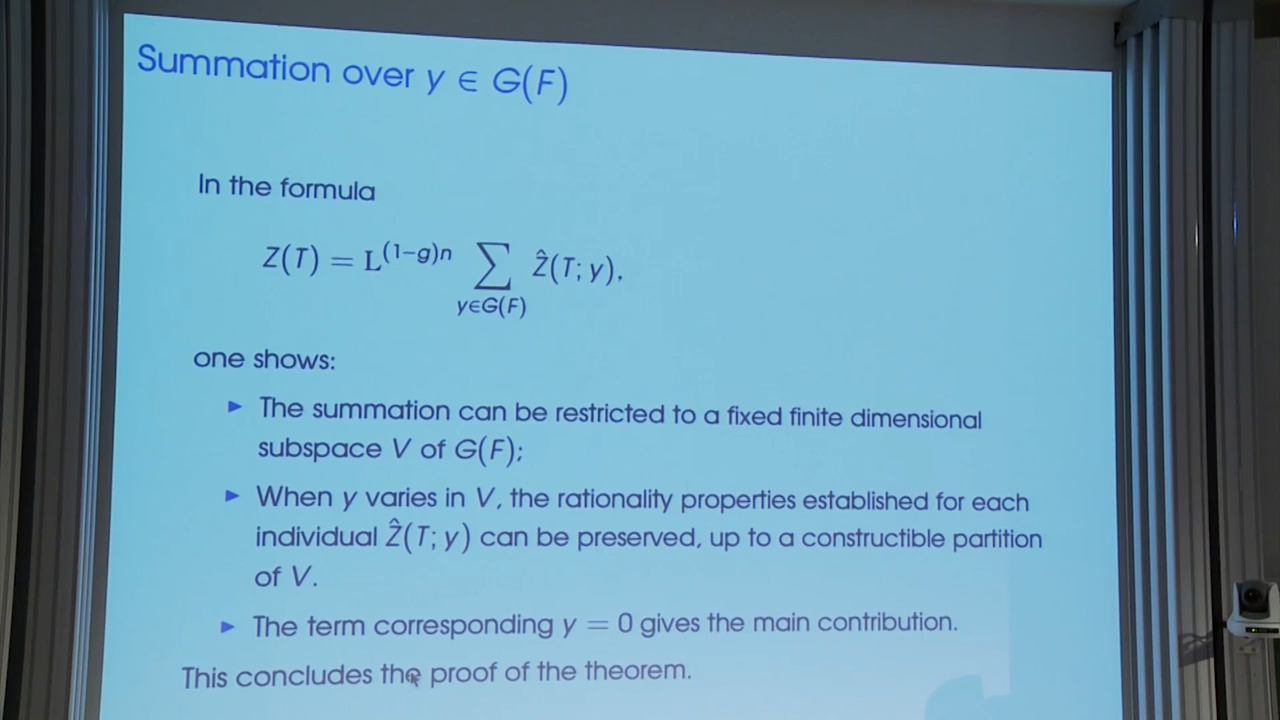 Summation over y ∈ G(F)
In the formula
Z(T) = L^{(1−g)n} ∑_{y∈G(F)} Ẑ(T; y),
one shows:
▶ The summation can be restricted to a fixed finite dimensional
subspace V of G(F);
▶ When y varies in V, the rationality properties established for each
individual Ẑ(T; y) can be preserved, up to a constructible partition
of V.
▶ The term corresponding y = 0 gives the main contribution.
This concludes the proof of the theorem.